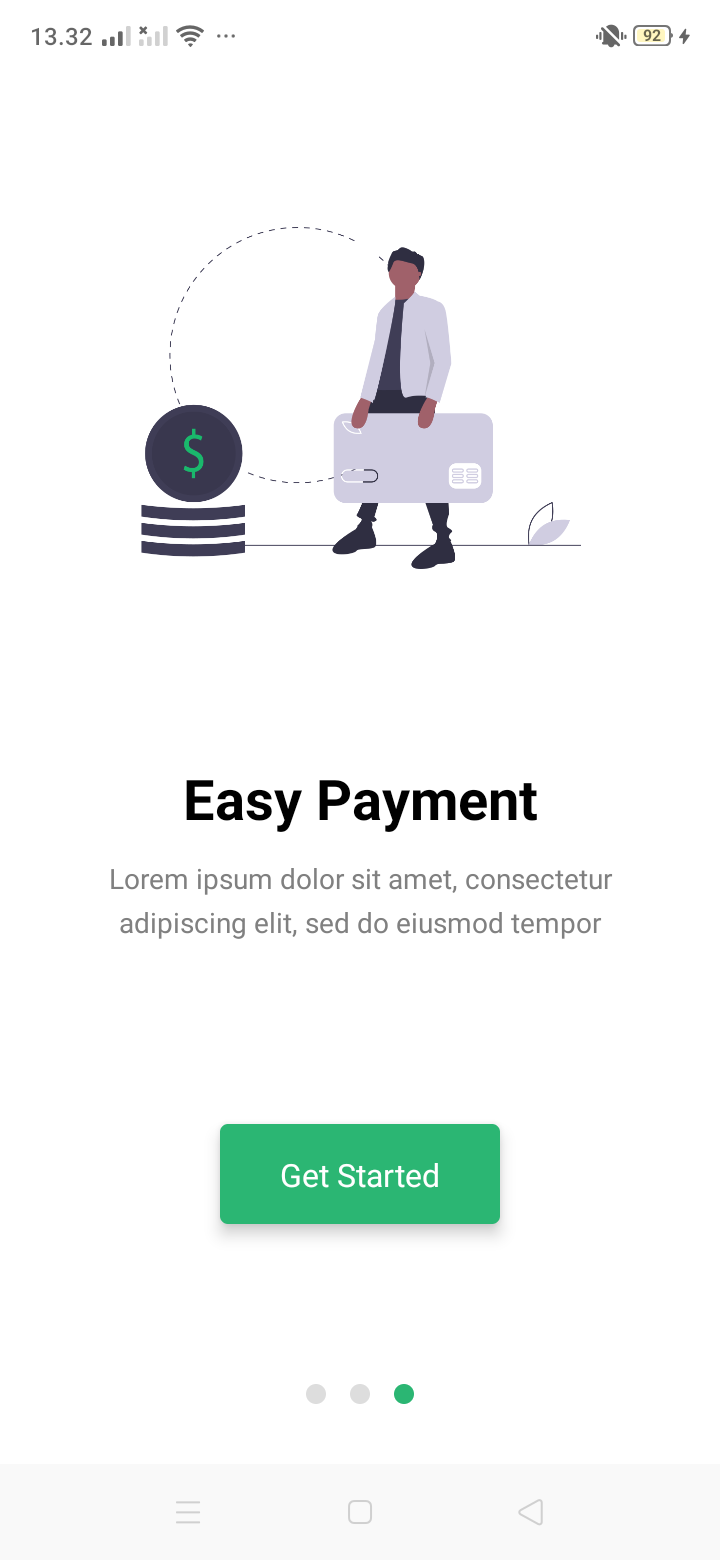 13.32 92
$
Easy Payment
Lorem ipsum dolor sit amet, consectetur
adipiscing elit, sed do eiusmod tempor
Get Started